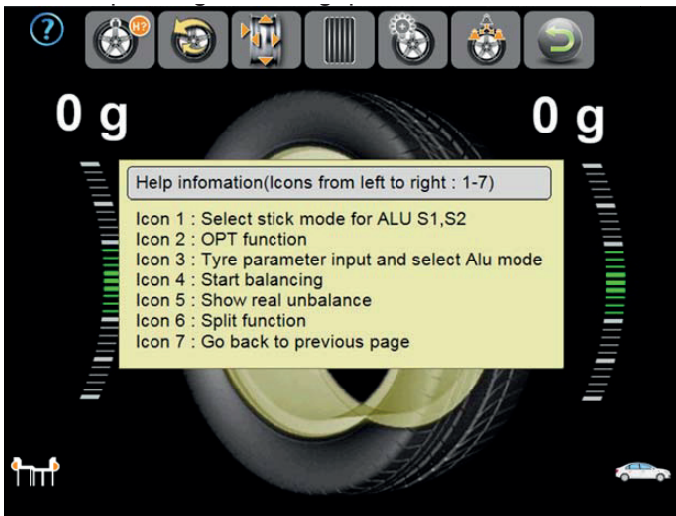 ?
H?
0 g
0 g
Help infomation(Icons from left to right : 1-7)
Icon 1 : Select stick mode for ALU S1,S2
Icon 2 : OPT function
Icon 3 : Tyre parameter input and select Alu mode
Icon 4 : Start balancing
Icon 5 : Show real unbalance
Icon 6 : Split function
Icon 7 : Go back to previous page